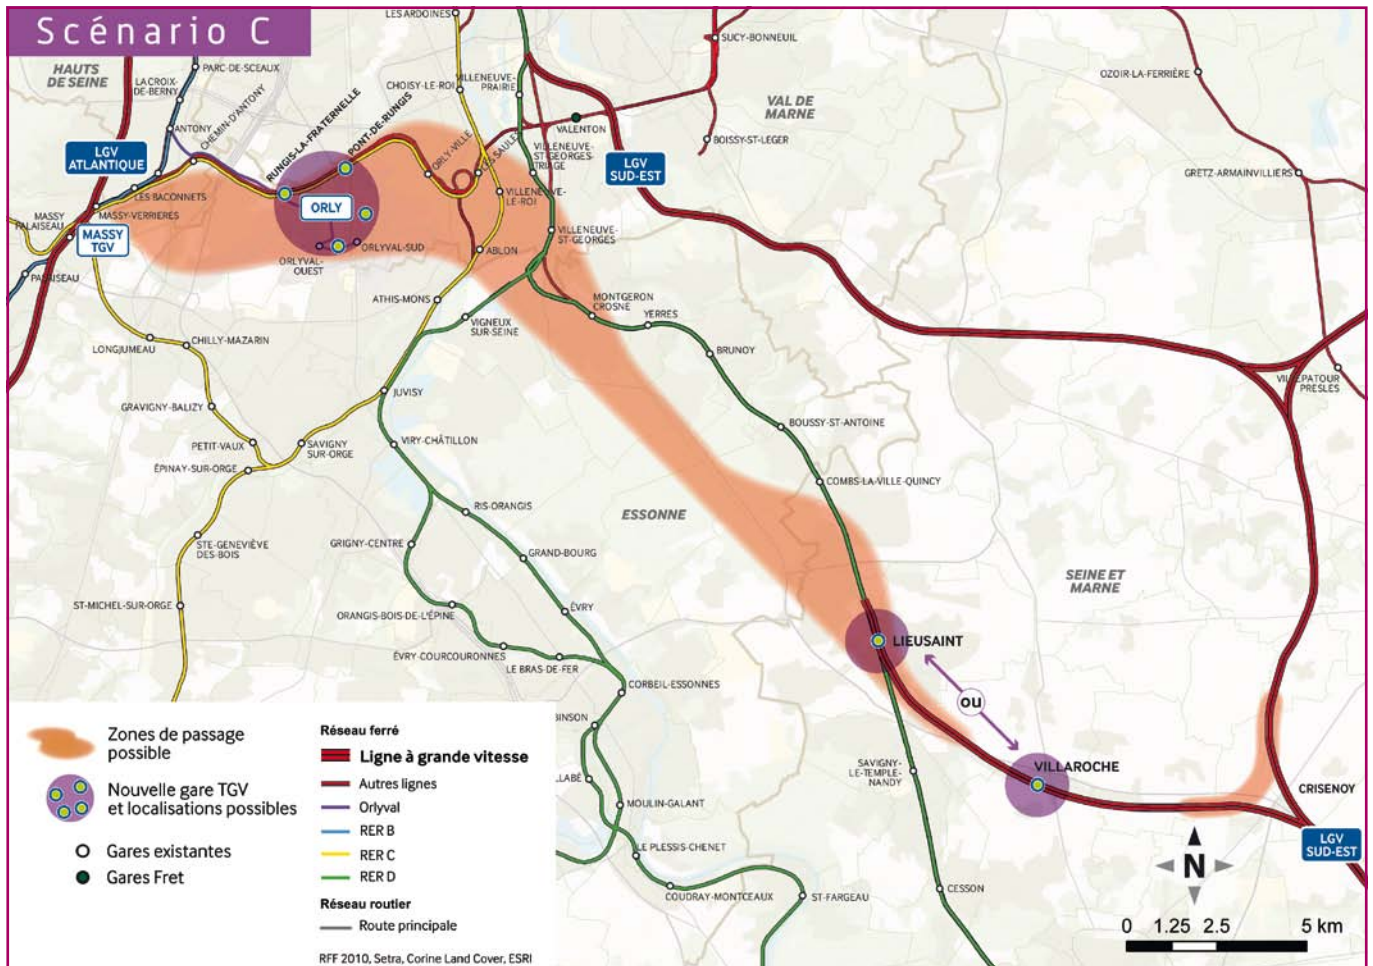 Scénario C
HAUTS
DE SEINE
PARC-DE-SCEAUX
LA CROIX-
DE-BERNY
ANTONY
CHEMIN D'ANTONY
LGV
ATLANTIQUE
LES BACONNETS
MASSY-VERRIERES
MASSY
PALAISEAU
MASSY
TGV
PALAISEAU
RUNGIS-LA-FRATERNELLE
PONT-DE-RUNGIS
ORLY
ORLYVAL-SUD
ORLYVAL-
OUEST
LES ARDOINES
CHOISY-LE-ROI
VILLENEUVE-
PRAIRIE
ORLY-VILLE
LES SAULES
VILLENEUVE-
ST-GEORGES-
TRIAGE
VILLENEUVE-
LE-ROI
VALENTON
SUCY-BONNEUIL
VAL DE
MARNE
BOISSY-ST-LEGER
LGV
SUD-EST
OZOIR-LA-FERRIÈRE
GRETZ-ARMAINVILLIERS
VILLENEUVE-
ST-GEORGES
ABLON
ATHIS-MONS
VIGNEUX
SUR-SEINE
MONTGERON
CROSNE
YERRES
BRUNOY
LONGJUMEAU
CHILLY-MAZARIN
GRAVIGNY-BALIZY
JUVISY
PETIT-VAUX
SAVIGNY
SUR-ORGE
ÉPINAY-SUR-ORGE
VIRY-CHÂTILLON
BOUSSY-ST-ANTOINE
COMBS-LA-VILLE-QUINCY
VILLEPATOUR
PRESLES
RIS-ORANGIS
ESSONNE
STE-GENEVIÈVE
DES-BOIS
GRIGNY-CENTRE
GRAND-BOURG
SEINE ET
MARNE
ST-MICHEL-SUR-ORGE
ORANGIS-BOIS-DE-L'ÉPINE
ÉVRY
ÉVRY-COURCOURONNES
LE BRAS-DE-FER
LIEUSAINT
ou
CORBEIL-ESSONNES
BINSON
LLABÉ
MOULIN-GALANT
LE PLESSIS-CHENET
COUDRAY-MONTCEAUX
ST-FARGEAU
SAVIGNY-
LE-TEMPLE-
NANDY
VILLAROCHE
CRISENOY
LGV
SUD-EST
CESSON
N
0 1.25 2.5 5 km
Zones de passage
possible
Nouvelle gare TGV
et localisations possibles
Gares existantes
Gares Fret
Réseau ferré
Ligne à grande vitesse
Autres lignes
Orlyval
RER B
RER C
RER D
Réseau routier
Route principale
RFF 2010, Setra, Corine Land Cover, ESRI